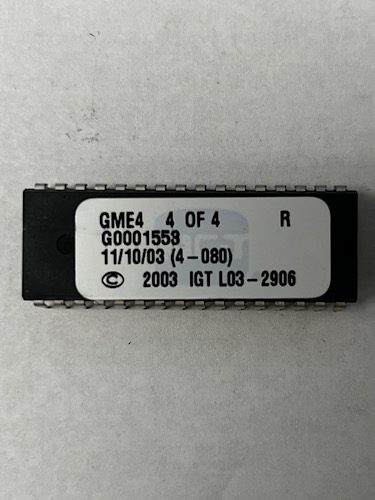 GME4 4 OF 4 R
G0001558
11/10/03 (4-080)
© 2003 IGT L03-2906